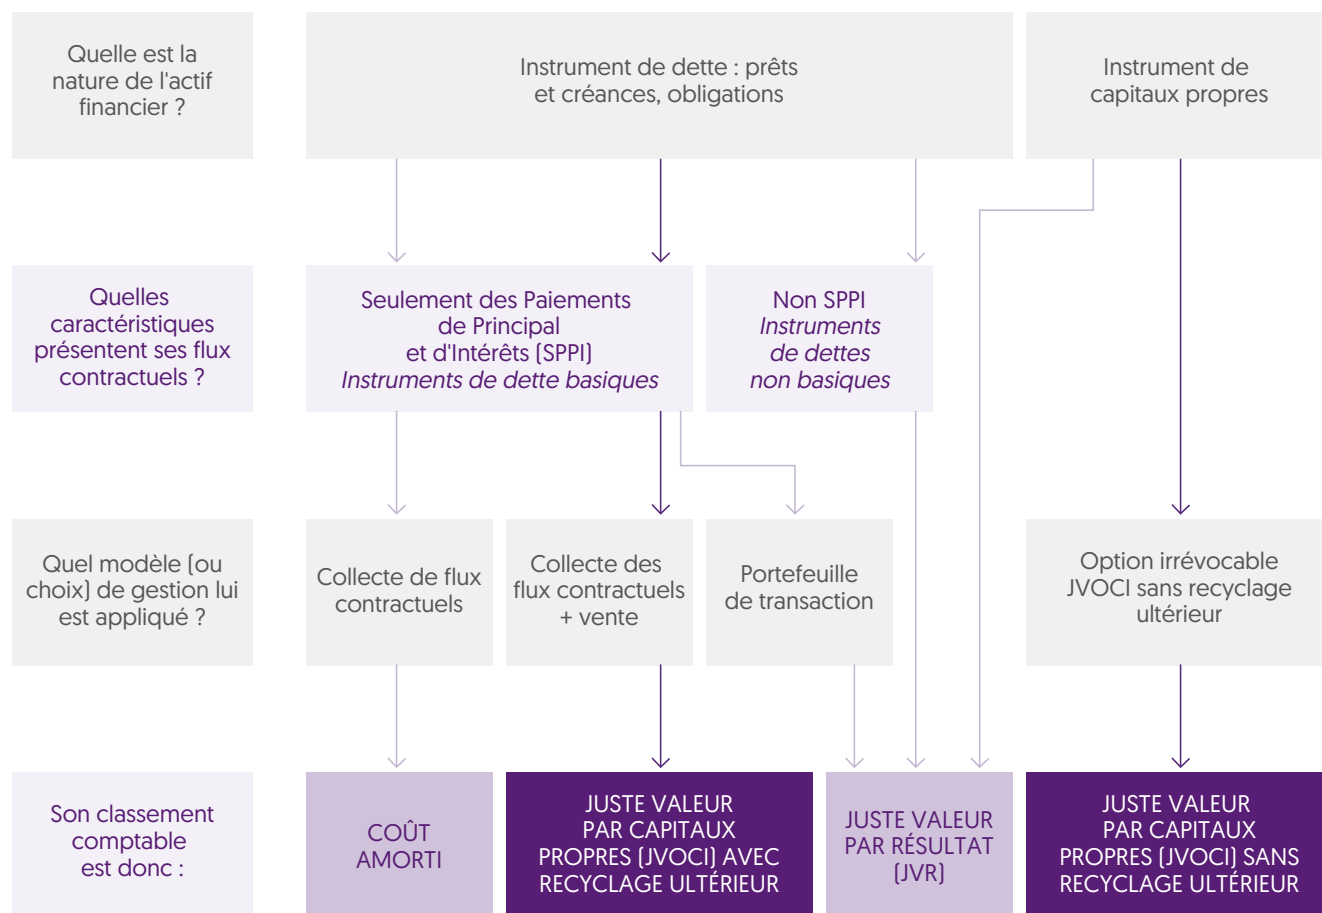 Quelle est la
nature de l'actif
financier ?
Instrument de dette : prêts
et créances, obligations
Instrument de
capitaux propres
Quelles
caractéristiques
présentent ses flux
contractuels ?
Seulement des Paiements
de Principal
et d'Intérêts (SPPI)
Instruments de dette basiques
Non SPPI
Instruments
de dettes
non basiques
Quel modèle (ou
choix) de gestion lui
est appliqué ?
Collecte de flux
contractuels
Collecte des
flux contractuels
+ vente
Portefeuille
de transaction
Option irrévocable
JVOCI sans recyclage
ultérieur
Son classement
comptable
est donc :
COÛT
AMORTI
JUSTE VALEUR
PAR CAPITAUX
PROPRES (JVOCI) AVEC
RECYCLAGE ULTÉRIEUR
JUSTE VALEUR
PAR RÉSULTAT
(JVR)
JUSTE VALEUR
PAR CAPITAUX
PROPRES (JVOCI) SANS
RECYCLAGE ULTÉRIEUR